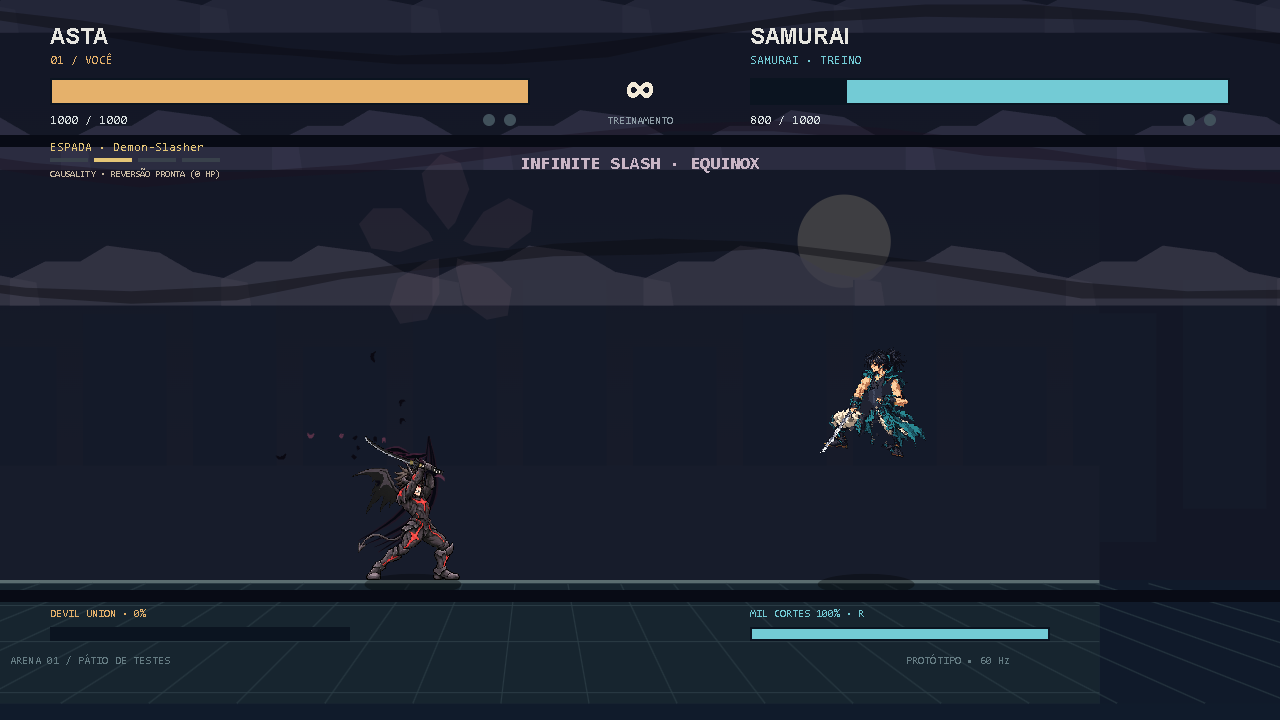 ASTA
01 / VOCÊ
1000 / 1000
ESPADA · Demon-Slasher
CAUSALITY · REVERSÃO PRONTA (0 HP)
∞
TREINAMENTO
INFINITE SLASH · EQUINOX
SAMURAI
SAMURAI · TREINO
800 / 1000
DEVIL UNION · 0%
MIL CORTES 100% · R
ARENA 01 / PÁTIO DE TESTES
PROTÓTIPO • 60 Hz